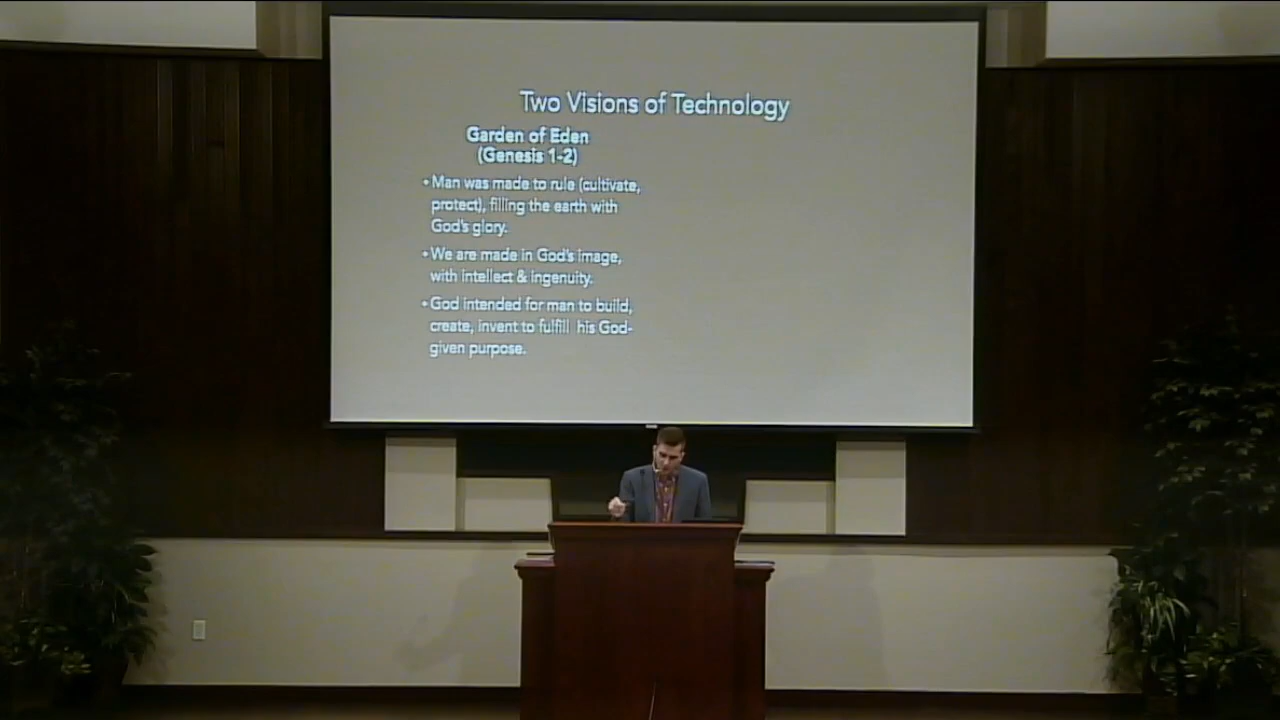 Two Visions of Technology
Garden of Eden
(Genesis 1-2)
• Man was made to rule (cultivate,
protect), filling the earth with
God's glory.
• We are made in God's image,
with intellect & ingenuity.
• God intended for man to build,
create, invent to fulfill his God-
given purpose.